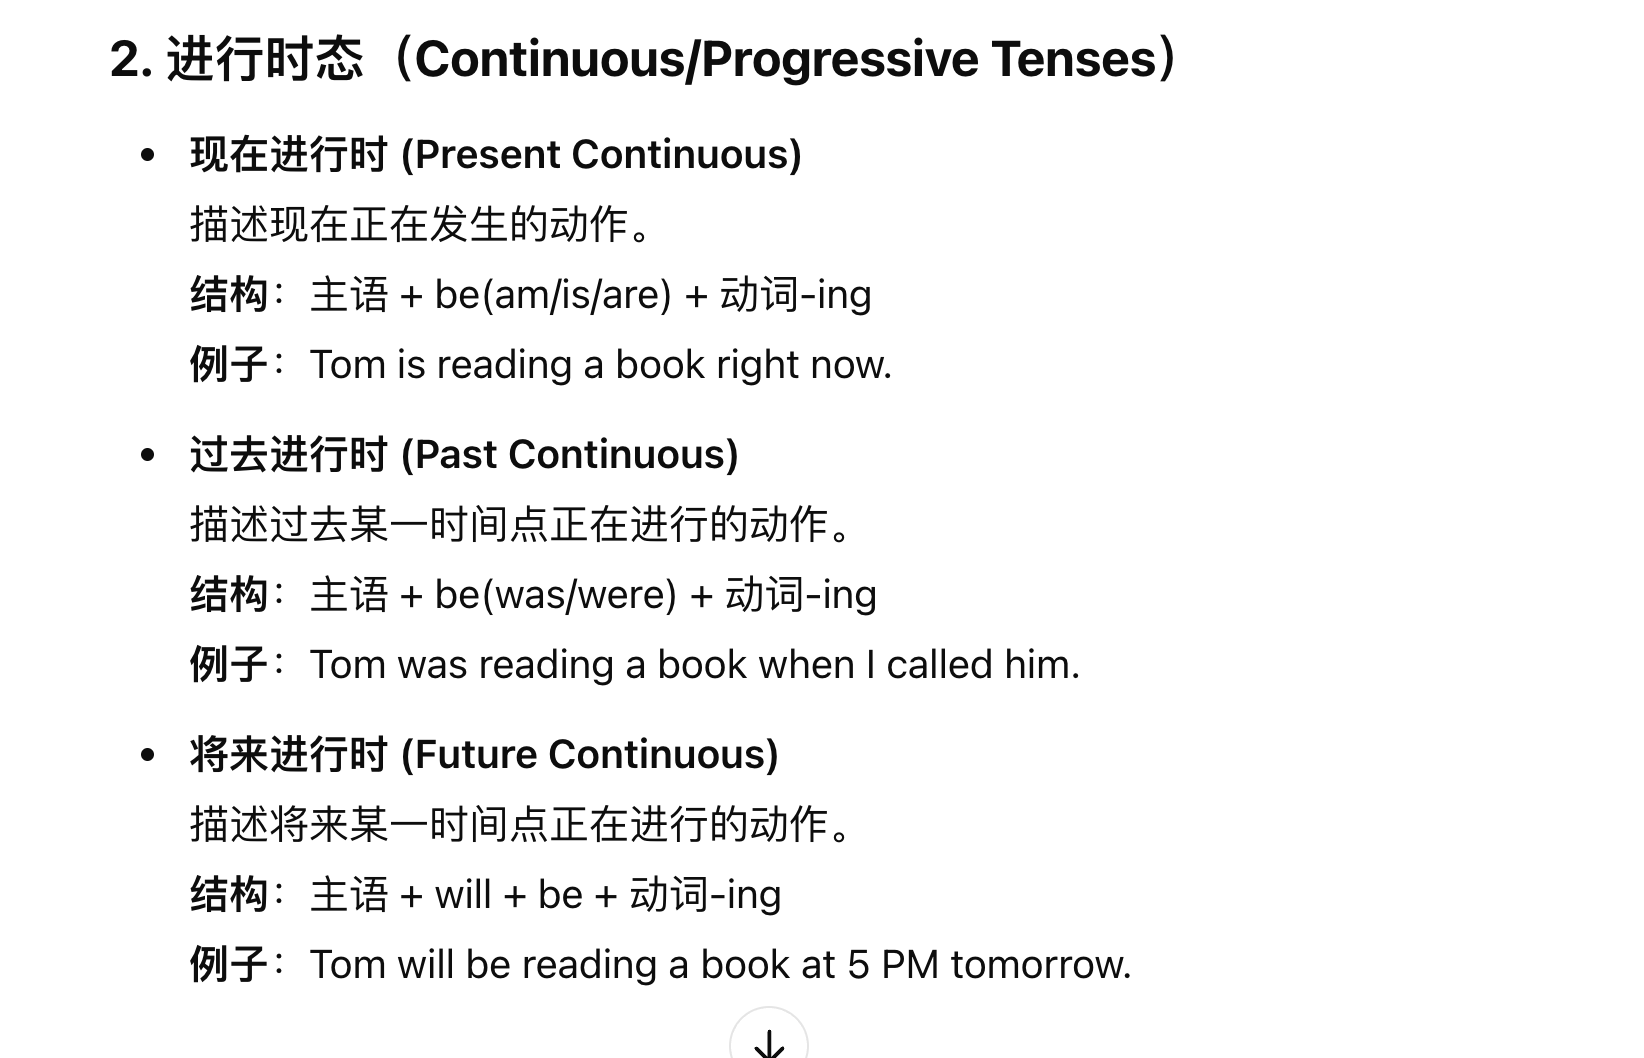 2. 进行时态（Continuous/Progressive Tenses）
• 现在进行时 (Present Continuous)
描述现在正在发生的动作。
结构：主语 + be(am/is/are) + 动词-ing
例子：Tom is reading a book right now.
• 过去进行时 (Past Continuous)
描述过去某一时间点正在进行的动作。
结构：主语 + be(was/were) + 动词-ing
例子：Tom was reading a book when I called him.
• 将来进行时 (Future Continuous)
描述将来某一时间点正在进行的动作。
结构：主语 + will + be + 动词-ing
例子：Tom will be reading a book at 5 PM tomorrow.